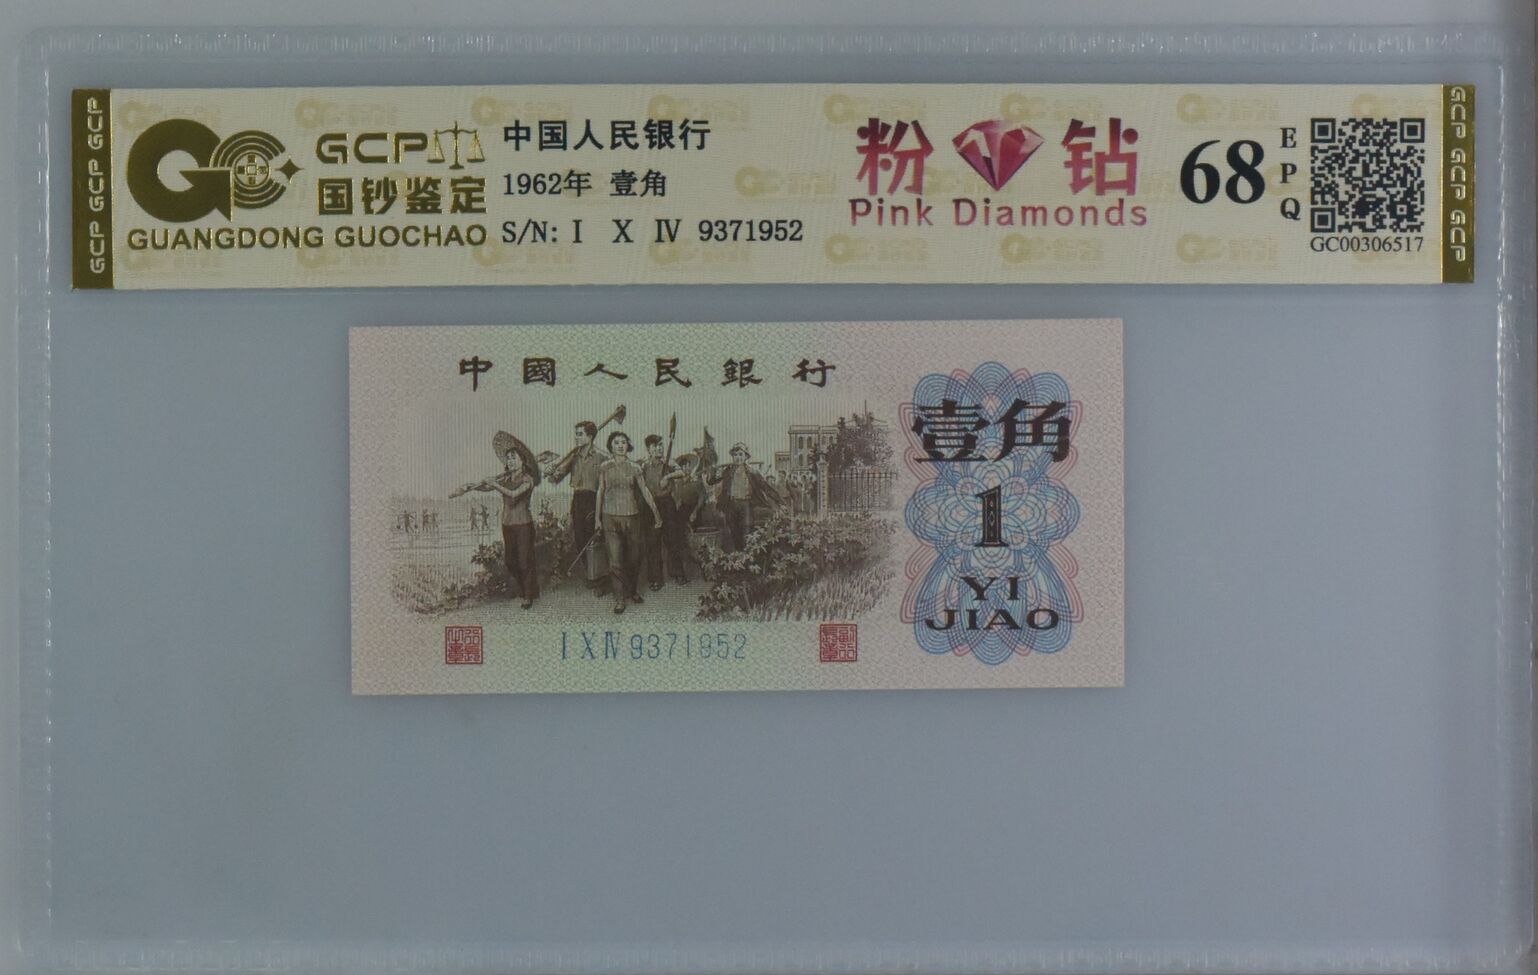 GCP GCP GCP
GCP
国钞鉴定
GUANGDONG GUOCHAO
中国人民银行
1962年 壹角
S/N: I X IV 9371952
粉钻
Pink Diamonds
68
EPQ
GC00306517
GCP GCP GCP
中國人民銀行
壹角
1
YI
JIAO
I X IV 9371952